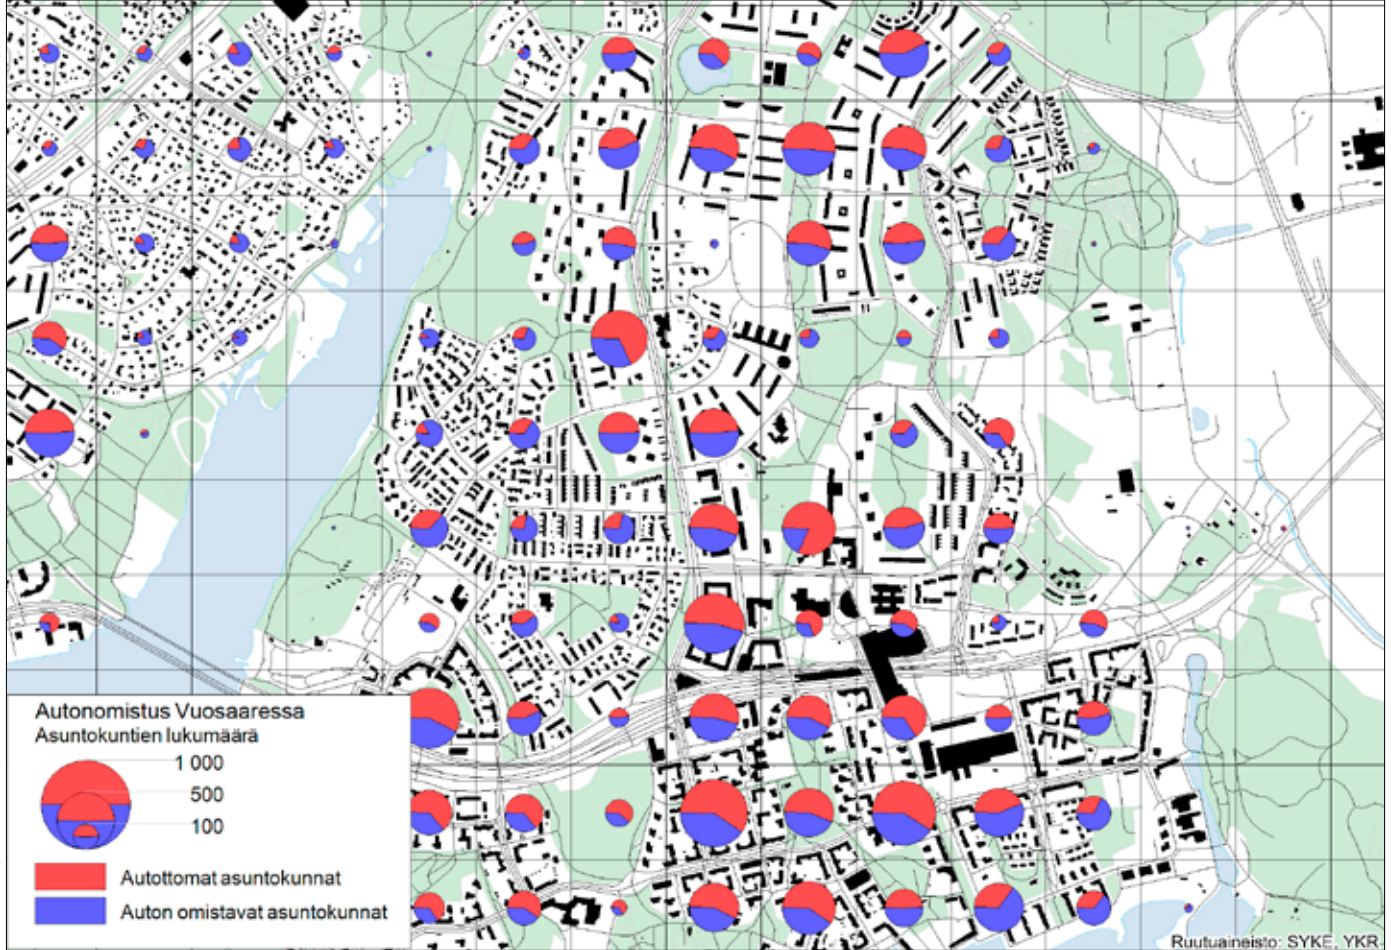 Autonomistus Vuosaaressa
Asuntokuntien lukumäärä
1 000
500
100
Autottomat asuntokunnat
Auton omistavat asuntokunnat
Ruutuaineisto: SYKE, YKR